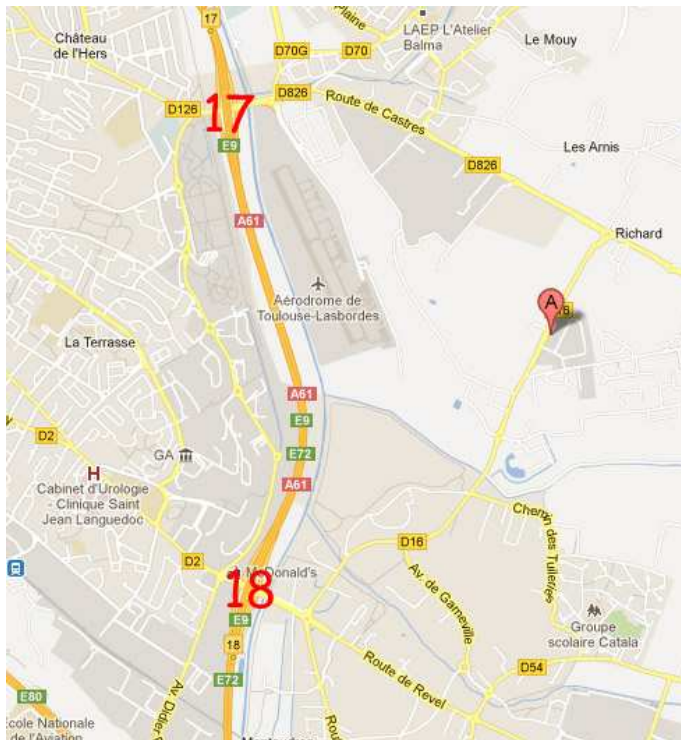 17
Château
de l'Hers
LAEP L'Atelier
Balma
Le Mouy
D70G
D70
D826
D126
17
Route de Castres
E9
Les Arnis
D826
A61
Richard
A
Aérodrome de
Toulouse-Lasbordes
La Terrasse
A61
E9
D2
GA
E72
H
A61
Cabinet d'Urologie
- Clinique Saint
Jean Languedoc
Chemin des Tuileries
D16
D2
McDonald's
18
Av. de Gameville
E9
Groupe
scolaire Catala
18
Route de Revel
D54
E72
Av. Didier
E80
Ecole Nationale
de l'Aviation